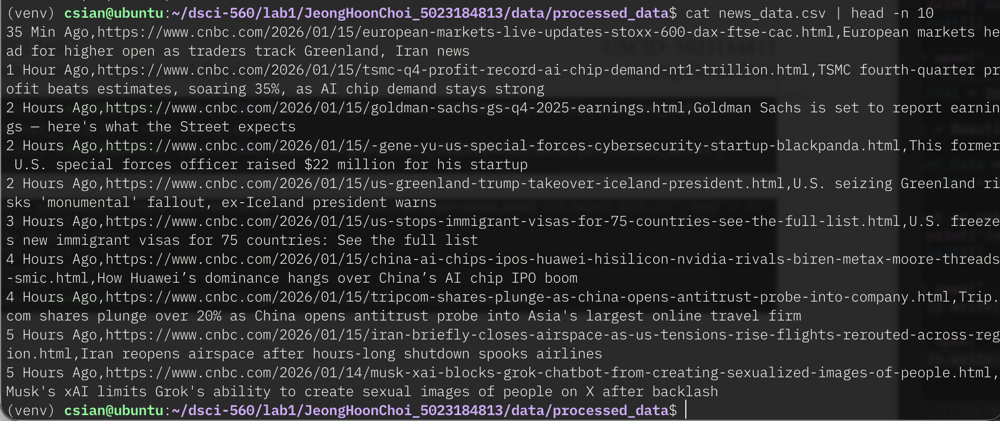 (venv) csian@ubuntu:~/dsci-560/lab1/JeongHoonChoi_5023184813/data/processed_data$ cat news_data.csv | head -n 10
35 Min Ago,https://www.cnbc.com/2026/01/15/european-markets-live-updates-stoxx-600-dax-ftse-cac.html,European markets he
ad for higher open as traders track Greenland, Iran news
1 Hour Ago,https://www.cnbc.com/2026/01/15/tsmc-q4-profit-record-ai-chip-demand-nt1-trillion.html,TSMC fourth-quarter pr
ofit beats estimates, soaring 35%, as AI chip demand stays strong
2 Hours Ago,https://www.cnbc.com/2026/01/15/goldman-sachs-gs-q4-2025-earnings.html,Goldman Sachs is set to report earnin
gs — here's what the Street expects
2 Hours Ago,https://www.cnbc.com/2026/01/15/-gene-yu-us-special-forces-cybersecurity-startup-blackpanda.html,This former
 U.S. special forces officer raised $22 million for his startup
2 Hours Ago,https://www.cnbc.com/2026/01/15/us-greenland-trump-takeover-iceland-president.html,U.S. seizing Greenland ri
sks 'monumental' fallout, ex-Iceland president warns
3 Hours Ago,https://www.cnbc.com/2026/01/15/us-stops-immigrant-visas-for-75-countries-see-the-full-list.html,U.S. freeze
s new immigrant visas for 75 countries: See the full list
4 Hours Ago,https://www.cnbc.com/2026/01/15/china-ai-chips-ipos-huawei-hisilicon-nvidia-rivals-biren-metax-moore-threads
-smic.html,How Huawei’s dominance hangs over China’s AI chip IPO boom
4 Hours Ago,https://www.cnbc.com/2026/01/15/tripcom-shares-plunge-as-china-opens-antitrust-probe-into-company.html,Trip.
com shares plunge over 20% as China opens antitrust probe into Asia's largest online travel firm
5 Hours Ago,https://www.cnbc.com/2026/01/15/iran-briefly-closes-airspace-as-us-tensions-rise-flights-rerouted-across-reg
ion.html,Iran reopens airspace after hours-long shutdown spooks airlines
5 Hours Ago,https://www.cnbc.com/2026/01/14/musk-xai-blocks-grok-chatbot-from-creating-sexualized-images-of-people.html,
Musk's xAI limits Grok's ability to create sexual images of people on X after backlash
(venv) csian@ubuntu:~/dsci-560/lab1/JeongHoonChoi_5023184813/data/processed_data$